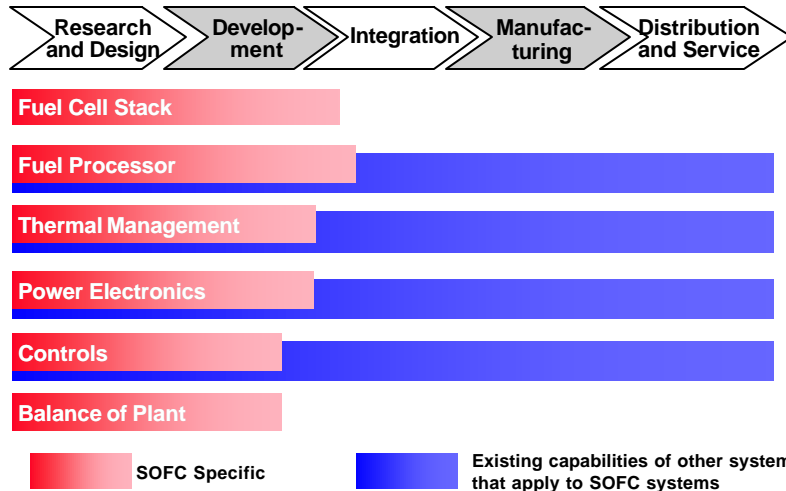 Research
and Design
Develop-
ment
Integration
Manufac-
turing
Distribution
and Service
Fuel Cell Stack
Fuel Processor
Thermal Management
Power Electronics
Controls
Balance of Plant
SOFC Specific
Existing capabilities of other system
that apply to SOFC systems